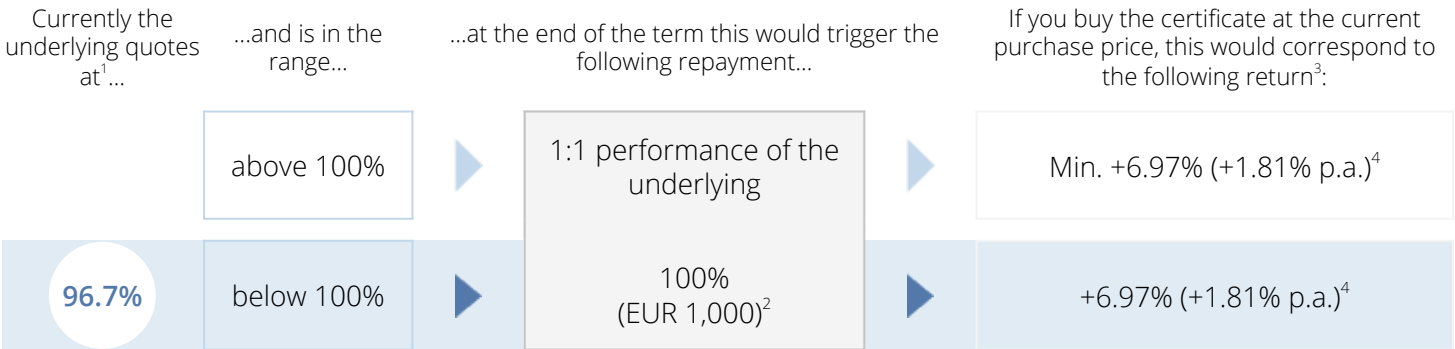 Currently the
underlying quotes
at¹...
...and is in the
range...
...at the end of the term this would trigger the
following repayment...
If you buy the certificate at the current
purchase price, this would correspond to
the following return³:
above 100%
1:1 performance of the
underlying
Min. +6.97% (+1.81% p.a.)⁴
96.7%
below 100%
100%
(EUR 1,000)²
+6.97% (+1.81% p.a.)⁴